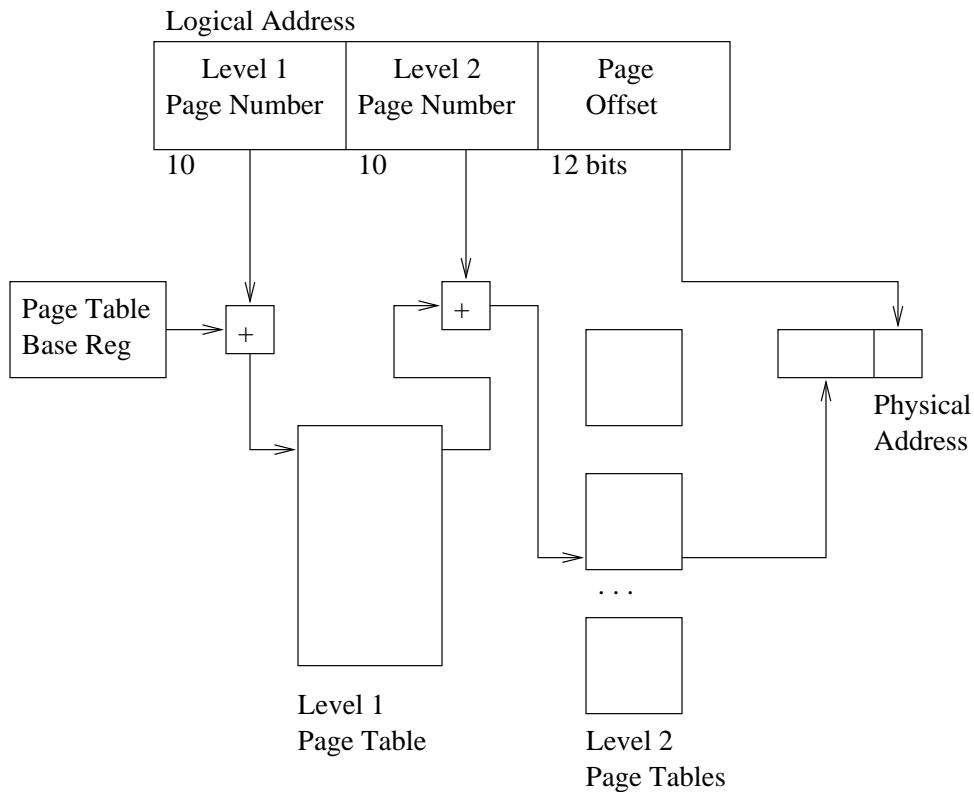 Logical Address
Level 1
Page Number
Level 2
Page Number
Page
Offset
10
10
12 bits
Page Table
Base Reg
+
+
Physical
Address
. . .
Level 1
Page Table
Level 2
Page Tables